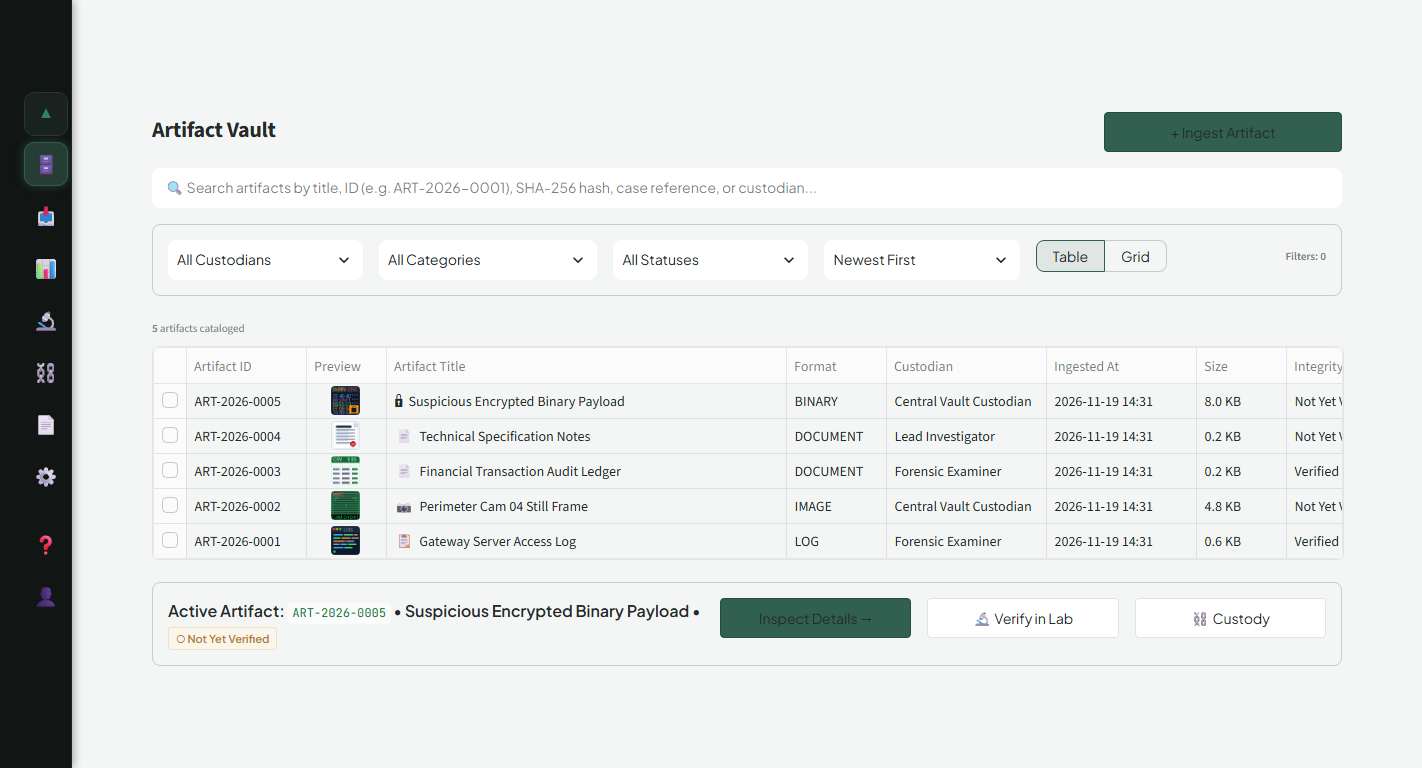 Artifact Vault
+ Ingest Artifact
Search artifacts by title, ID (e.g. ART-2026-0001), SHA-256 hash, case reference, or custodian...
All Custodians All Categories All Statuses Newest First Table Grid Filters: 0
5 artifacts cataloged
Artifact ID Preview Artifact Title Format Custodian Ingested At Size Integrity
ART-2026-0005 Suspicious Encrypted Binary Payload BINARY Central Vault Custodian 2026-11-19 14:31 8.0 KB Not Yet
ART-2026-0004 Technical Specification Notes DOCUMENT Lead Investigator 2026-11-19 14:31 0.2 KB Not Yet
ART-2026-0003 Financial Transaction Audit Ledger DOCUMENT Forensic Examiner 2026-11-19 14:31 0.2 KB Verified
ART-2026-0002 Perimeter Cam 04 Still Frame IMAGE Central Vault Custodian 2026-11-19 14:31 4.8 KB Not Yet
ART-2026-0001 Gateway Server Access Log LOG Forensic Examiner 2026-11-19 14:31 0.6 KB Verified
Active Artifact: ART-2026-0005 • Suspicious Encrypted Binary Payload •
○ Not Yet Verified
Inspect Details → Verify in Lab Custody